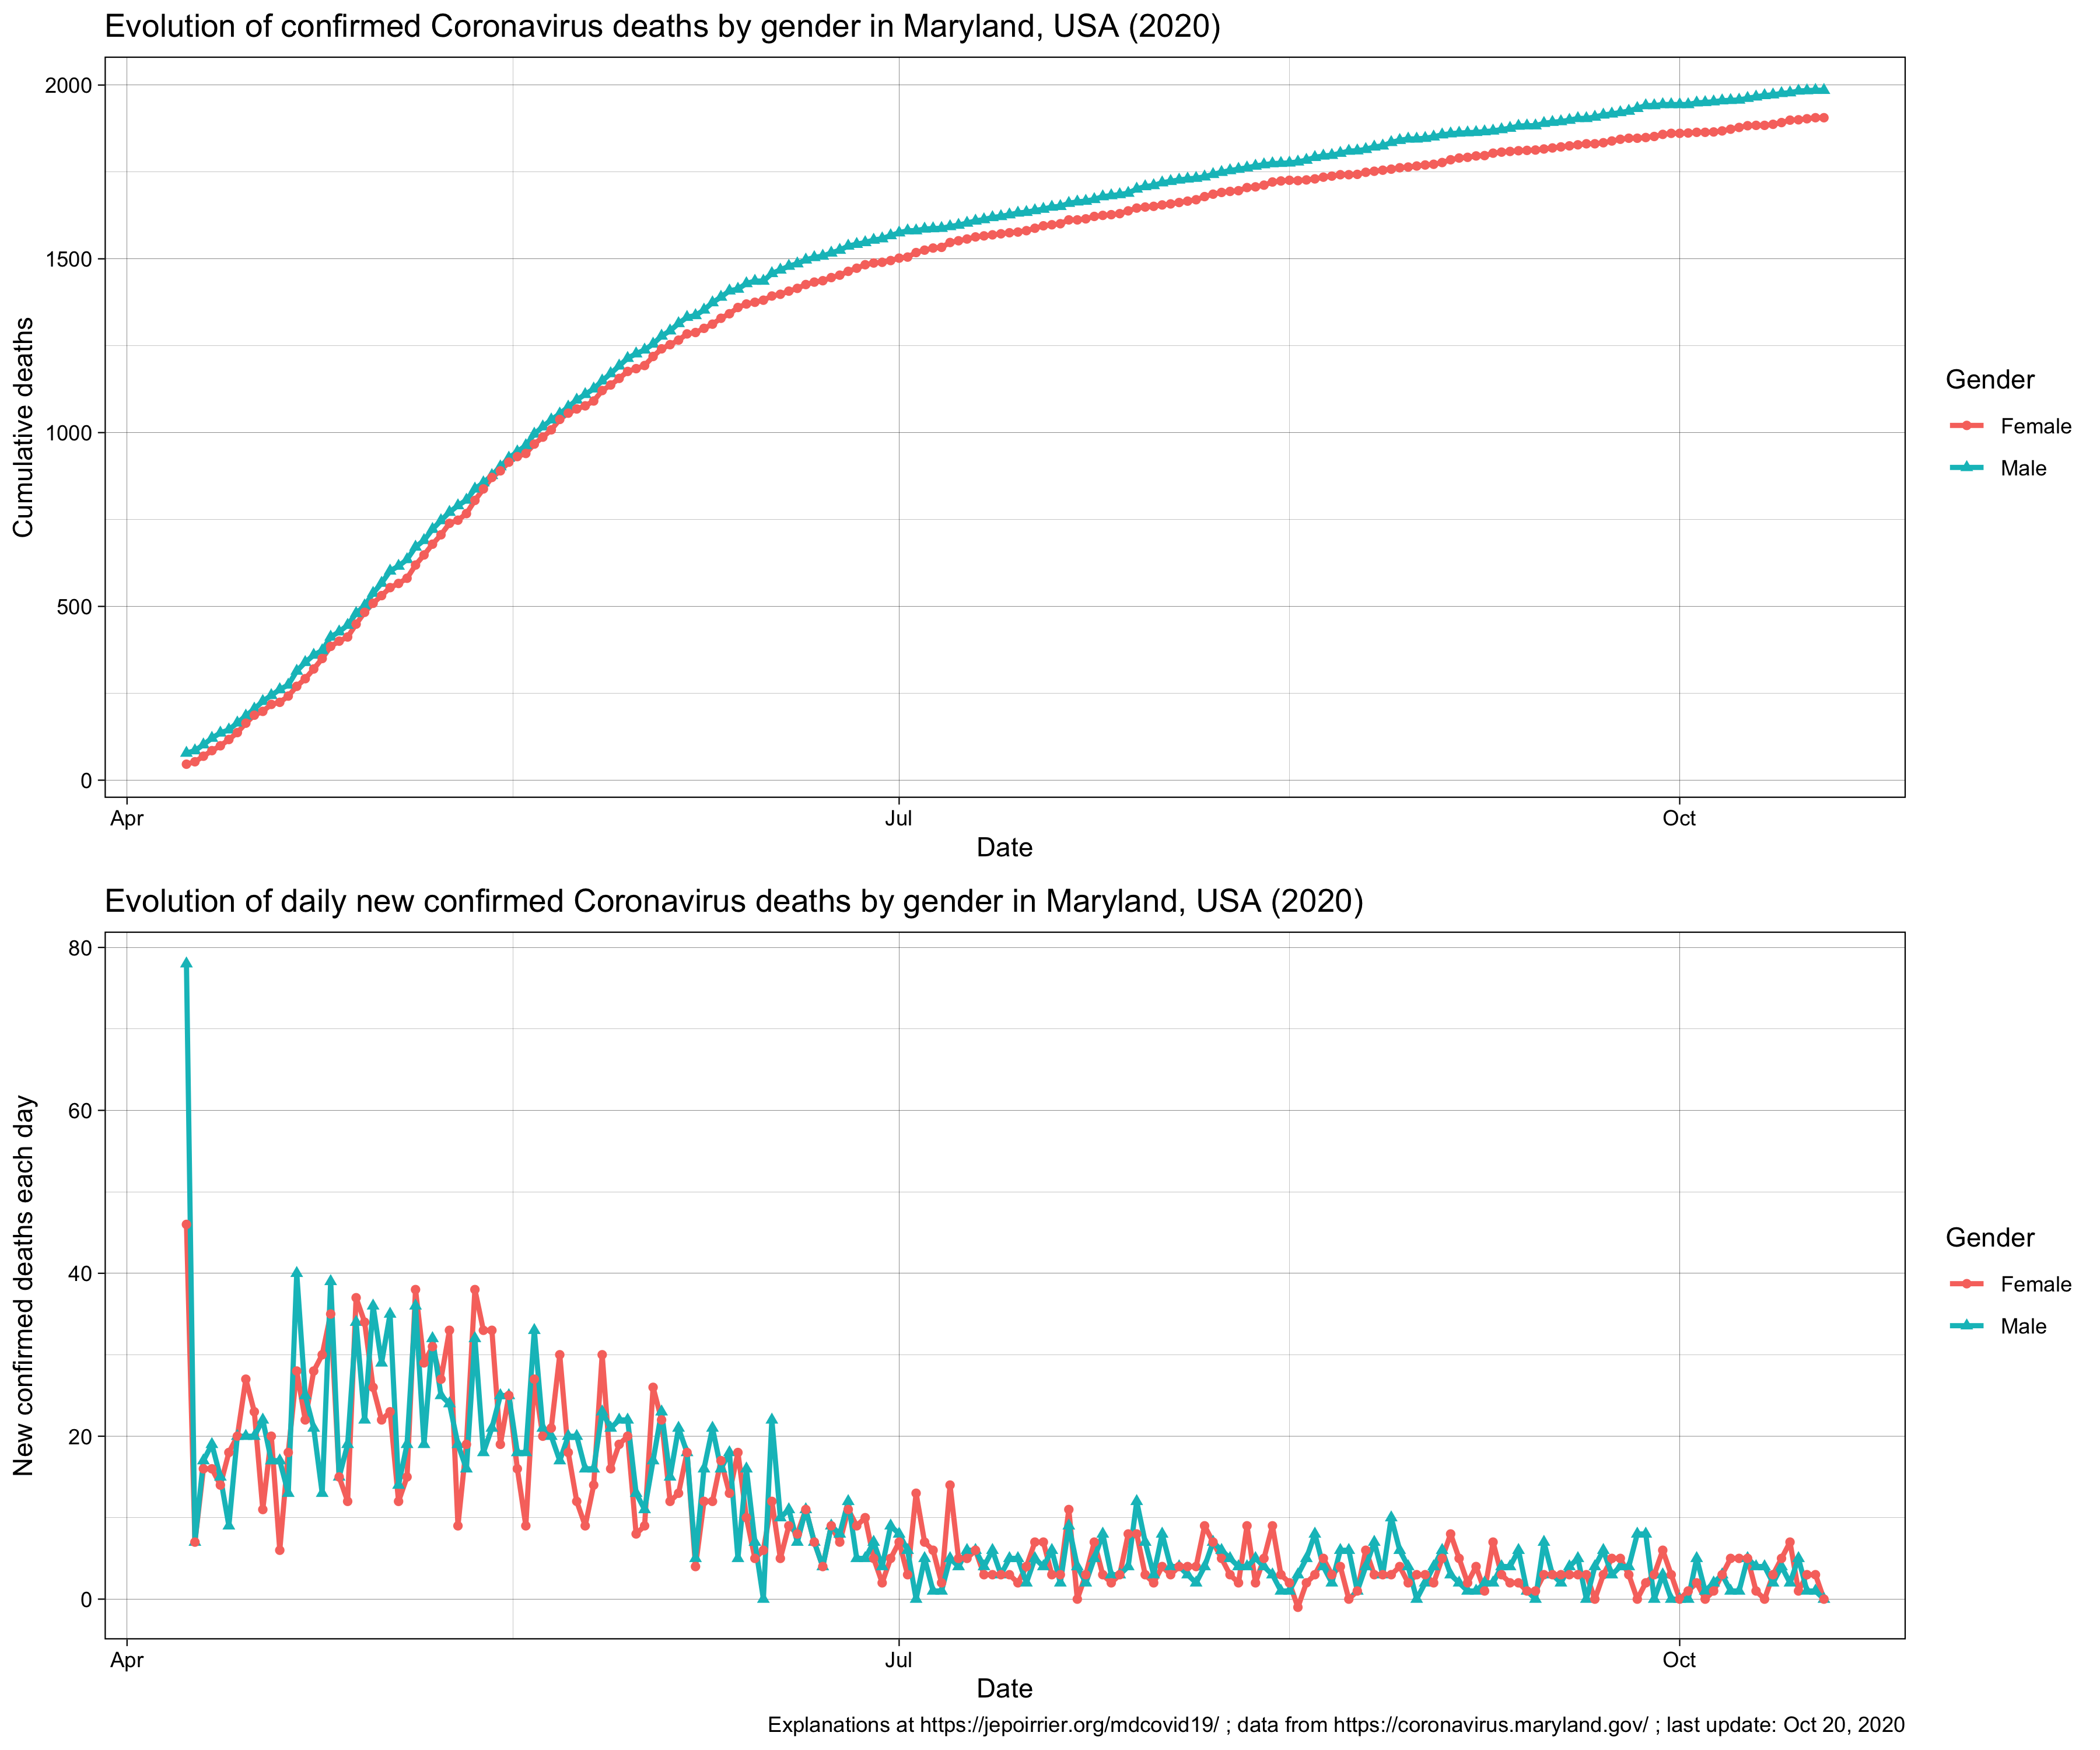 Evolution of confirmed Coronavirus deaths by gender in Maryland, USA (2020)
Cumulative deaths
2000
1500
1000
500
0
Apr
Jul
Oct
Date
Gender
Female
Male
Evolution of daily new confirmed Coronavirus deaths by gender in Maryland, USA (2020)
New confirmed deaths each day
80
60
40
20
0
Apr
Jul
Oct
Date
Gender
Female
Male
Explanations at https://jepoirrier.org/mdcovid19/ ; data from https://coronavirus.maryland.gov/ ; last update: Oct 20, 2020